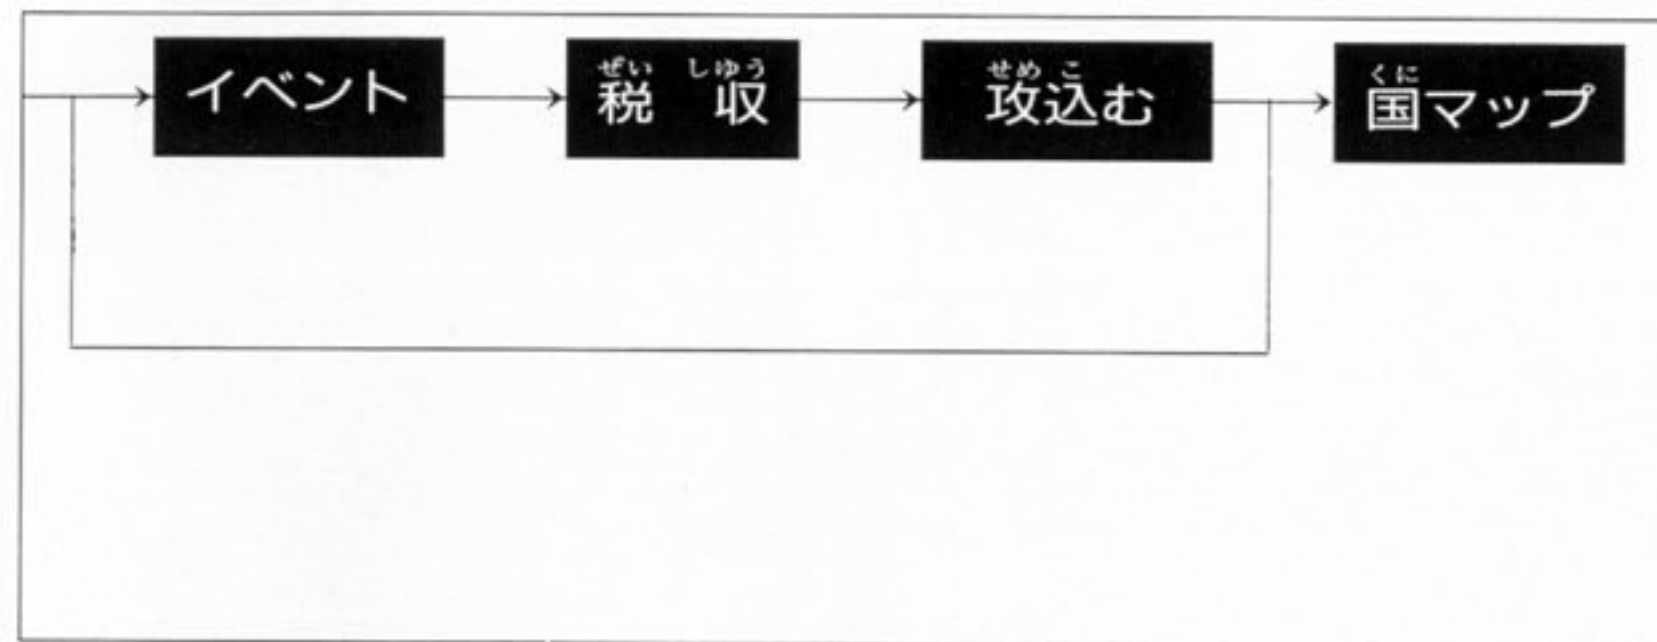 イベント
ぜい しゆう
税 収
せめ こ
攻込む
くに
国マップ